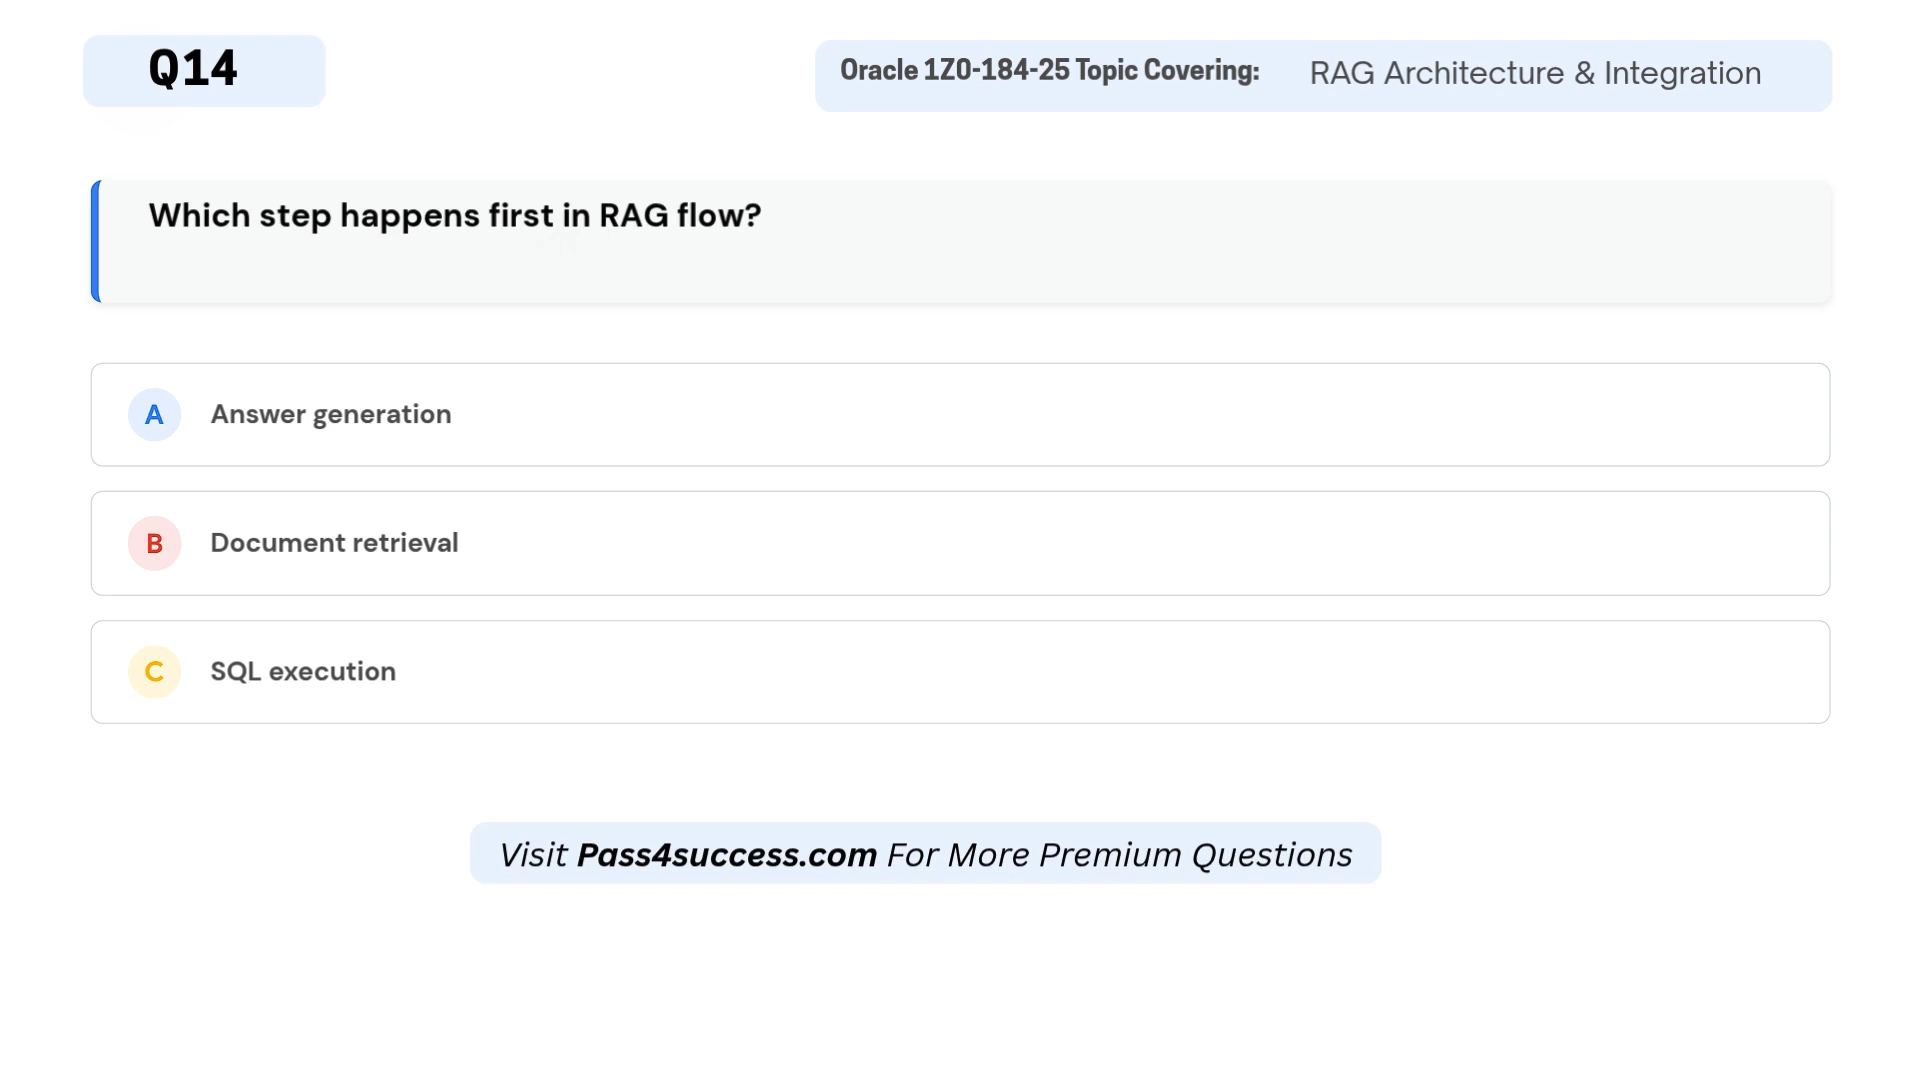 Q14
Oracle 1Z0-184-25 Topic Covering: RAG Architecture & Integration
Which step happens first in RAG flow?
A Answer generation
B Document retrieval
C SQL execution
Visit Pass4success.com For More Premium Questions